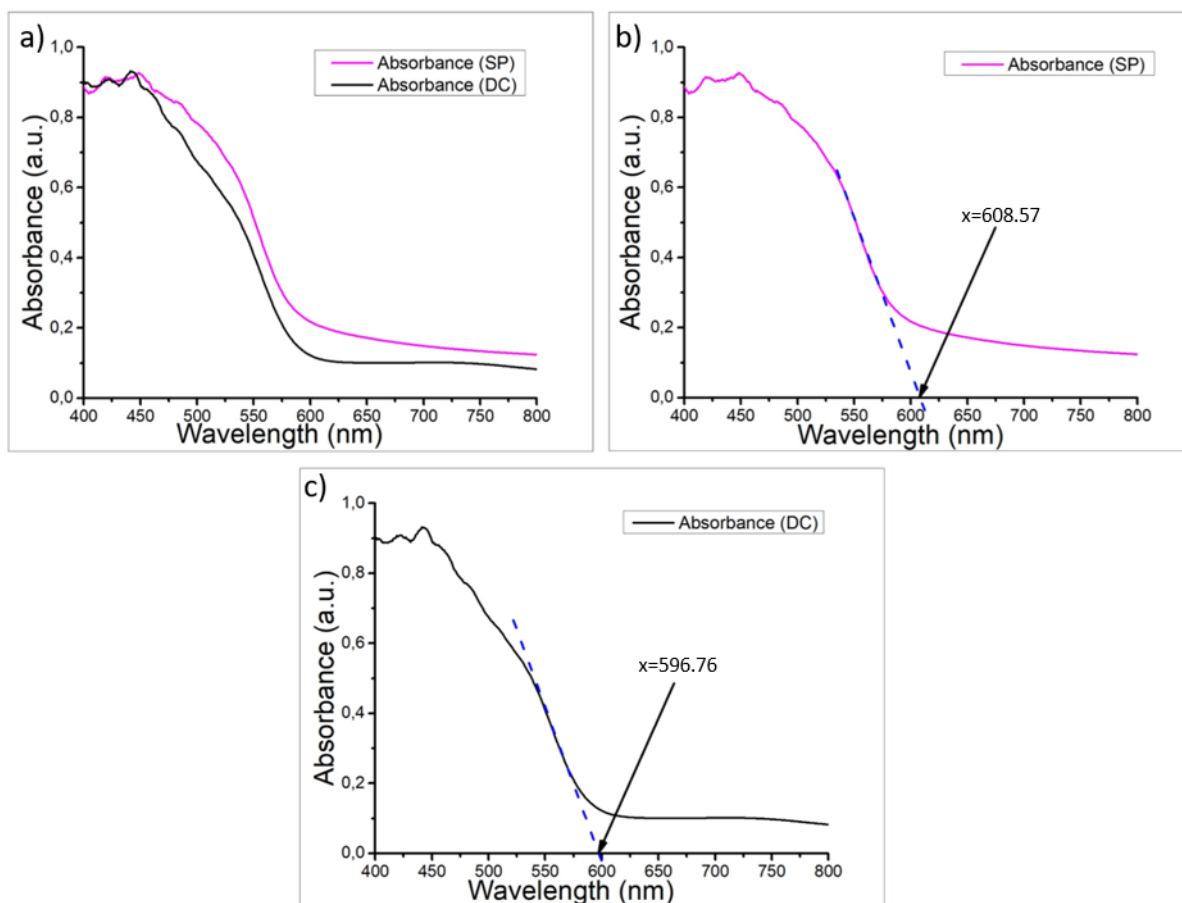 a)
Absorbance (SP)
Absorbance (DC)
1,0
0,8
0,6
0,4
0,2
0,0
Absorbance (a.u.)
400 450 500 550 600 650 700 750 800
Wavelength (nm)
b)
Absorbance (SP)
x=608.57
1,0
0,8
0,6
0,4
0,2
0,0
Absorbance (a.u.)
400 450 500 550 600 650 700 750 800
Wavelength (nm)
c)
Absorbance (DC)
x=596.76
1,0
0,8
0,6
0,4
0,2
0,0
Absorbance (a.u.)
400 450 500 550 600 650 700 750 800
Wavelength (nm)